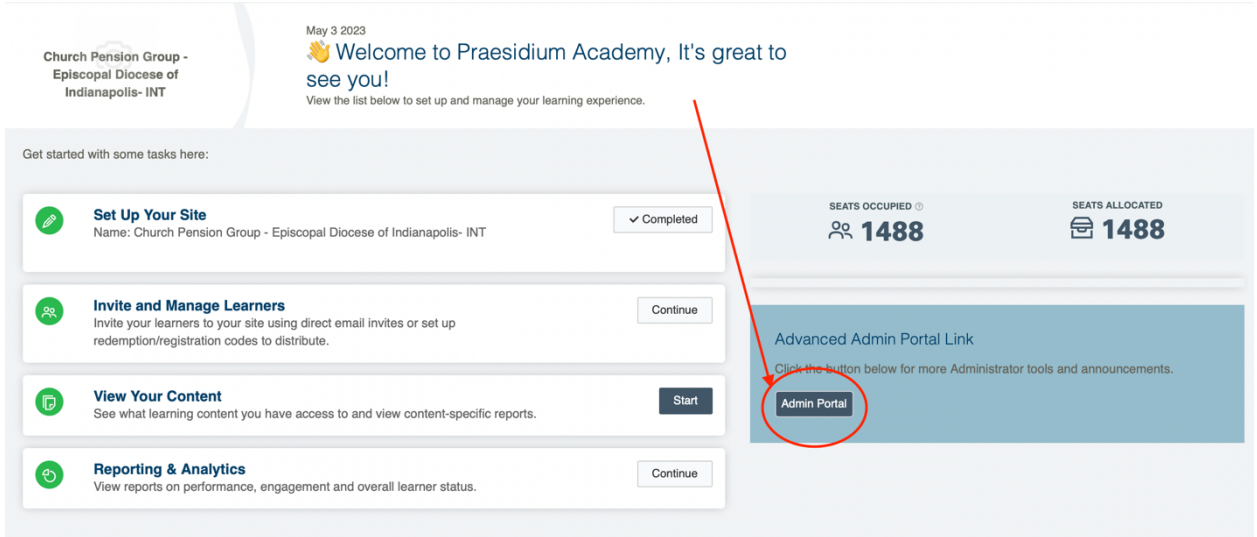 Church Pension Group -
Episcopal Diocese of
Indianapolis- INT
May 3 2023
👋 Welcome to Praesidium Academy, It's great to
see you!
View the list below to set up and manage your learning experience.
Get started with some tasks here:
Set Up Your Site
Name: Church Pension Group - Episcopal Diocese of Indianapolis- INT
✓ Completed
Invite and Manage Learners
Invite your learners to your site using direct email invites or set up
redemption/registration codes to distribute.
Continue
View Your Content
See what learning content you have access to and view content-specific reports.
Start
Reporting & Analytics
View reports on performance, engagement and overall learner status.
Continue
SEATS OCCUPIED
1488
SEATS ALLOCATED
1488
Advanced Admin Portal Link
Click the button below for more Administrator tools and announcements.
Admin Portal